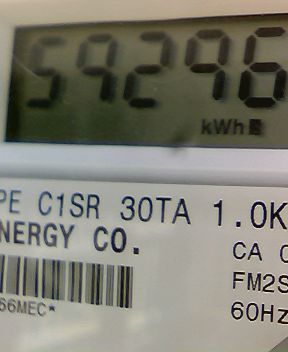 59296
kWh
PE C1SR 30TA 1.0K
NERGY CO.
CA
FM2S
66MEC*
60Hz